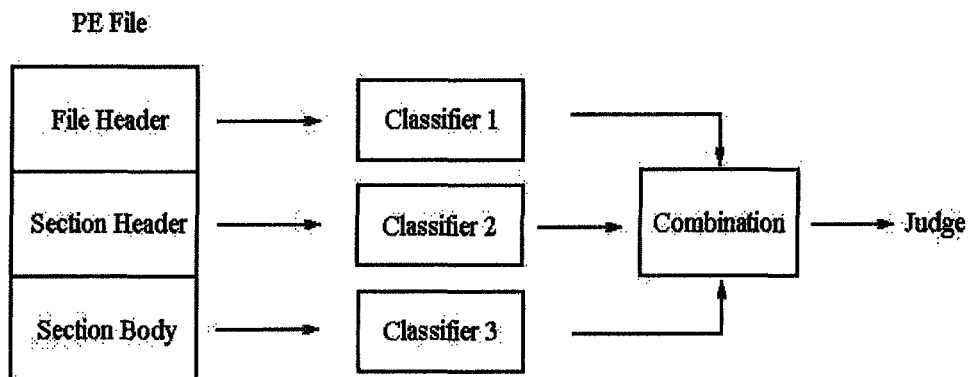 PE File
File Header
Classifier 1
Section Header
Classifier 2
Combination
Judge
Section Body
Classifier 3